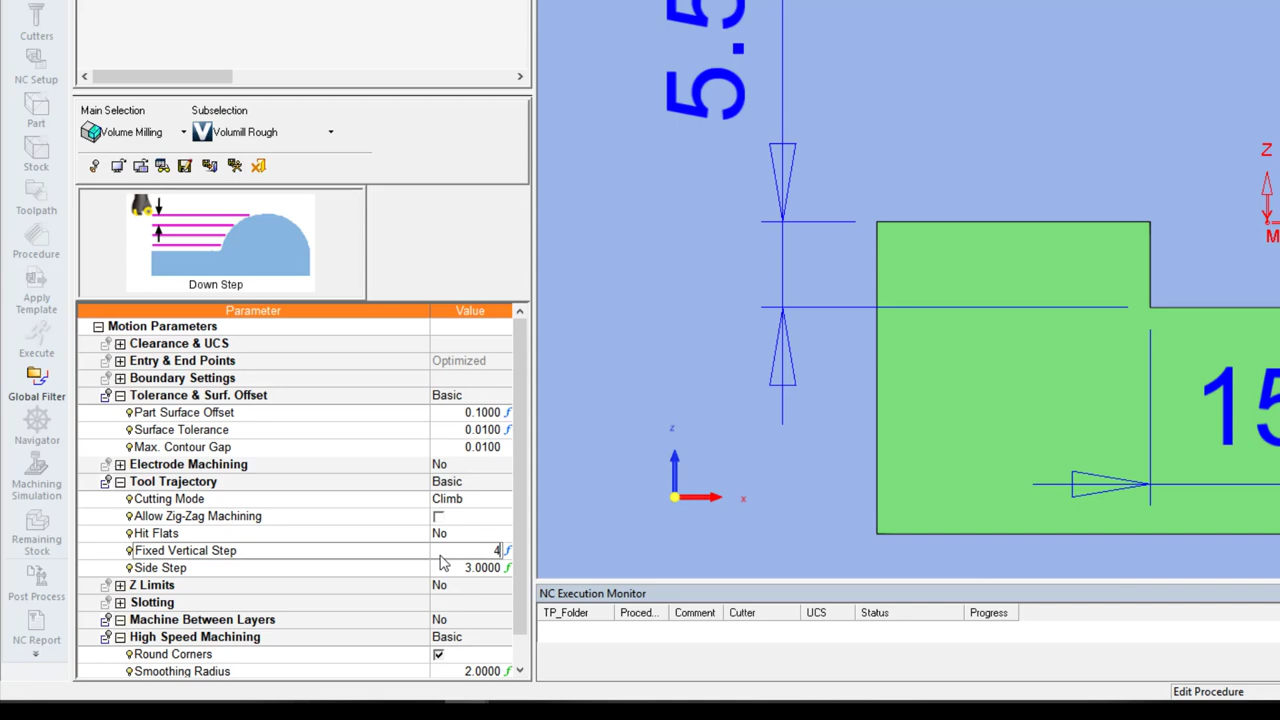 Cutters
NC Setup
Part
Stock
Toolpath
Procedure
Apply
Template
Execute
Global Filter
Navigator
Machining
Simulation
Remaining
Stock
Post Process
NC Report
Main Selection Subselection
Volume Milling Volumill Rough
Down Step
Parameter Value
Motion Parameters
Clearance & UCS
Entry & End Points Optimized
Boundary Settings
Tolerance & Surf. Offset Basic
Part Surface Offset 0.1000 f
Surface Tolerance 0.0100 f
Max. Contour Gap 0.0100
Electrode Machining No
Tool Trajectory Basic
Cutting Mode Climb
Allow Zig-Zag Machining
Hit Flats No
Fixed Vertical Step 4 f
Side Step 3.0000 f
Z Limits No
Slotting
Machine Between Layers No
High Speed Machining Basic
Round Corners
Smoothing Radius 2.0000 f
5.5
Z
Y
M
15
z
x
NC Execution Monitor
TP_Folder Proced... Comment Cutter UCS Status Progress
Edit Procedure